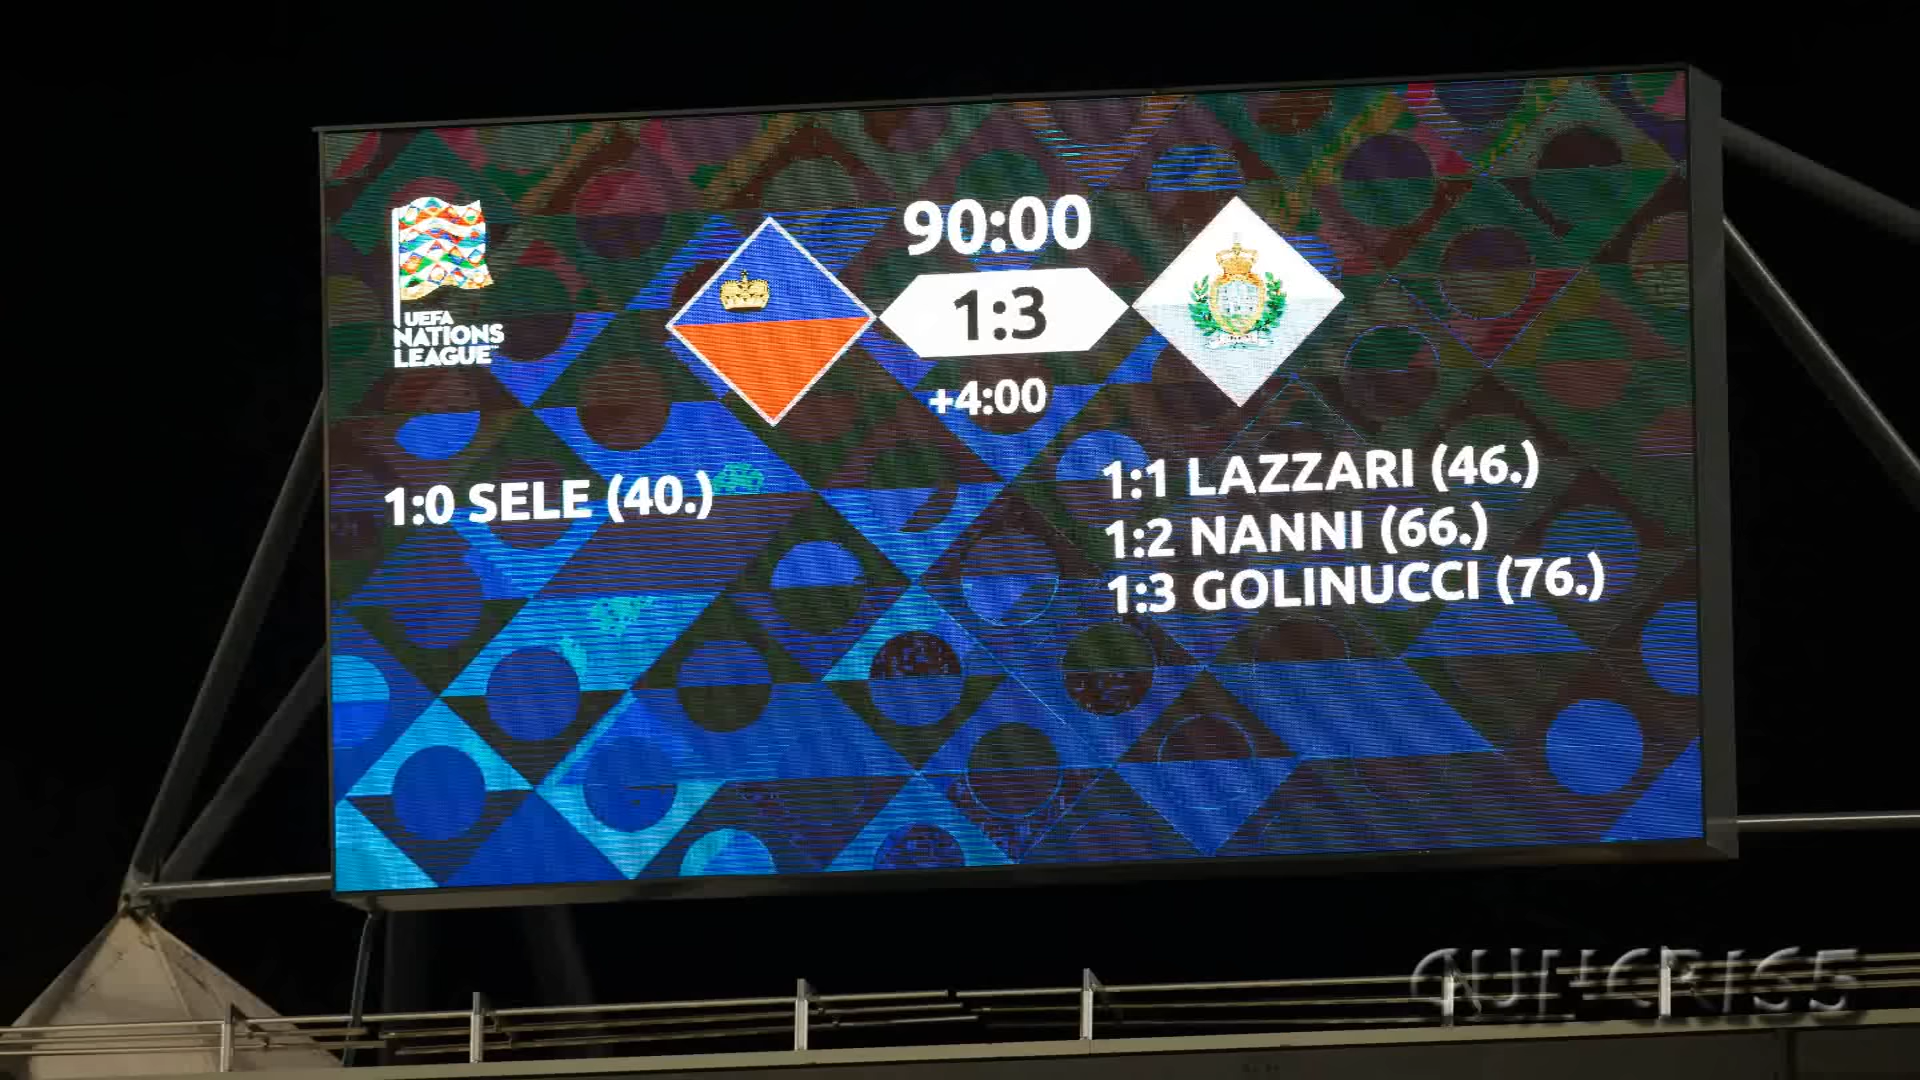 90:00
1:3
+4:00
UEFA
NATIONS
LEAGUE™
1:0 SELE (40.)
1:1 LAZZARI (46.)
1:2 NANNI (66.)
1:3 GOLINUCCI (76.)